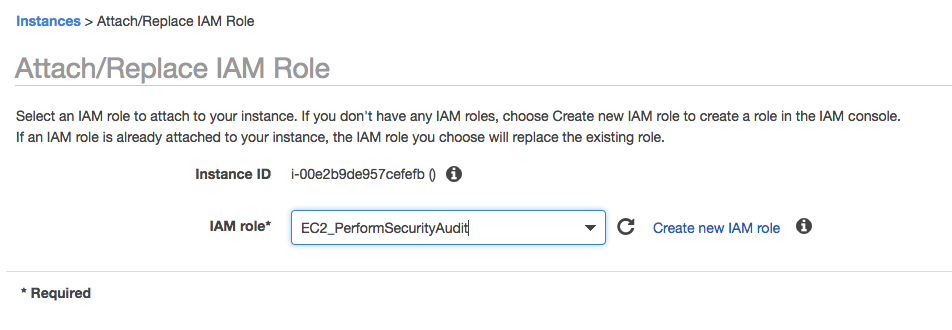 Instances > Attach/Replace IAM Role
Attach/Replace IAM Role
Select an IAM role to attach to your instance. If you don't have any IAM roles, choose Create new IAM role to create a role in the IAM console.
If an IAM role is already attached to your instance, the IAM role you choose will replace the existing role.
Instance ID i-00e2b9de957cefefb ()
IAM role* EC2_PerformSecurityAudit Create new IAM role
* Required